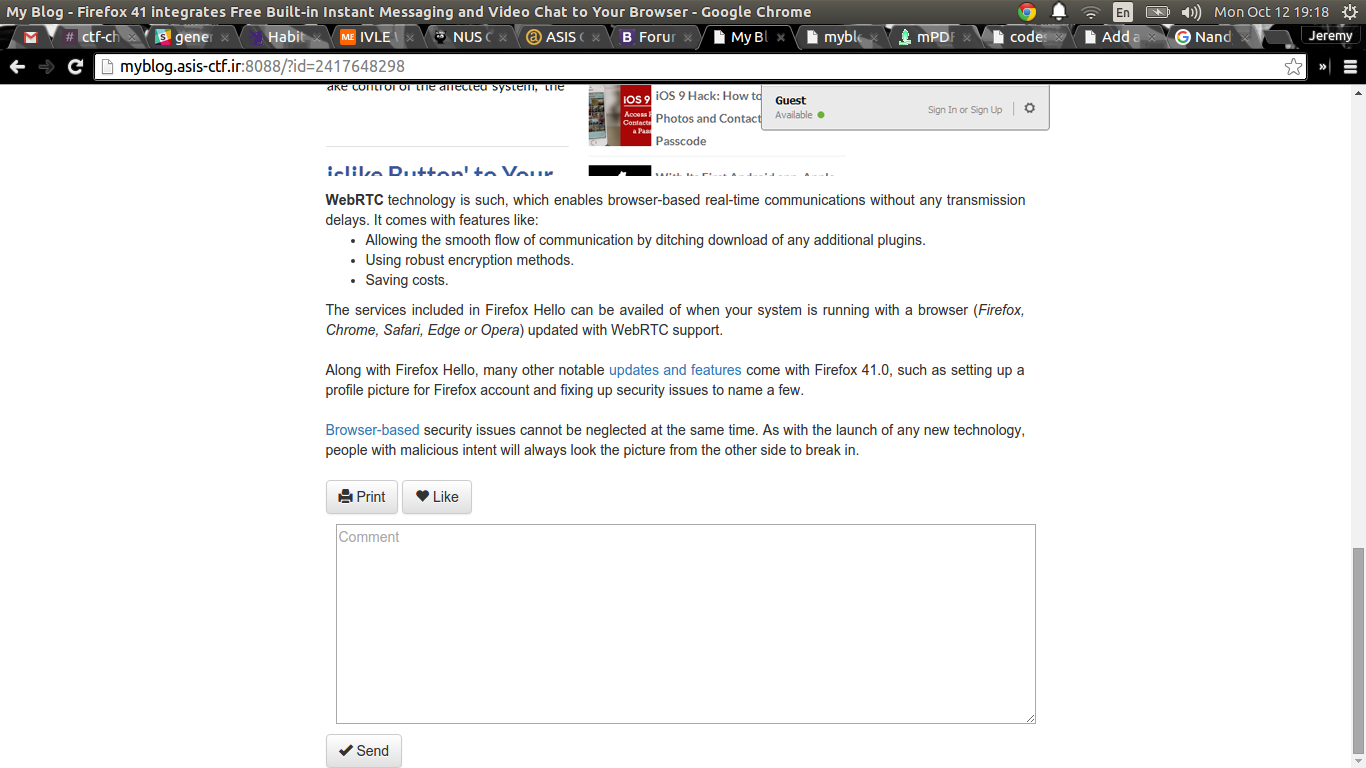 My Blog - Firefox 41 integrates Free Built-in Instant Messaging and Video Chat to Your Browser - Google Chrome
En
Mon Oct 12 19:18
# ctf-ch
gener
Habit
IVLE
NUS
ASIS
Forur
My Bl
myble
mPDF
code
Add a
Nand
Jeremy
myblog.asis-ctf.ir:8088/?id=2417648298
ake control of the affected system, the
islike Button' to Your
iOS 9
Access
Contacts
a Pass
iOS 9 Hack: How to
Photos and Contact
Passcode
With Its First Android app, Apple
Guest
Available
Sign In or Sign Up
WebRTC technology is such, which enables browser-based real-time communications without any transmission
delays. It comes with features like:
• Allowing the smooth flow of communication by ditching download of any additional plugins.
• Using robust encryption methods.
• Saving costs.
The services included in Firefox Hello can be availed of when your system is running with a browser (Firefox,
Chrome, Safari, Edge or Opera) updated with WebRTC support.
Along with Firefox Hello, many other notable updates and features come with Firefox 41.0, such as setting up a
profile picture for Firefox account and fixing up security issues to name a few.
Browser-based security issues cannot be neglected at the same time. As with the launch of any new technology,
people with malicious intent will always look the picture from the other side to break in.
Print
Like
Comment
Send